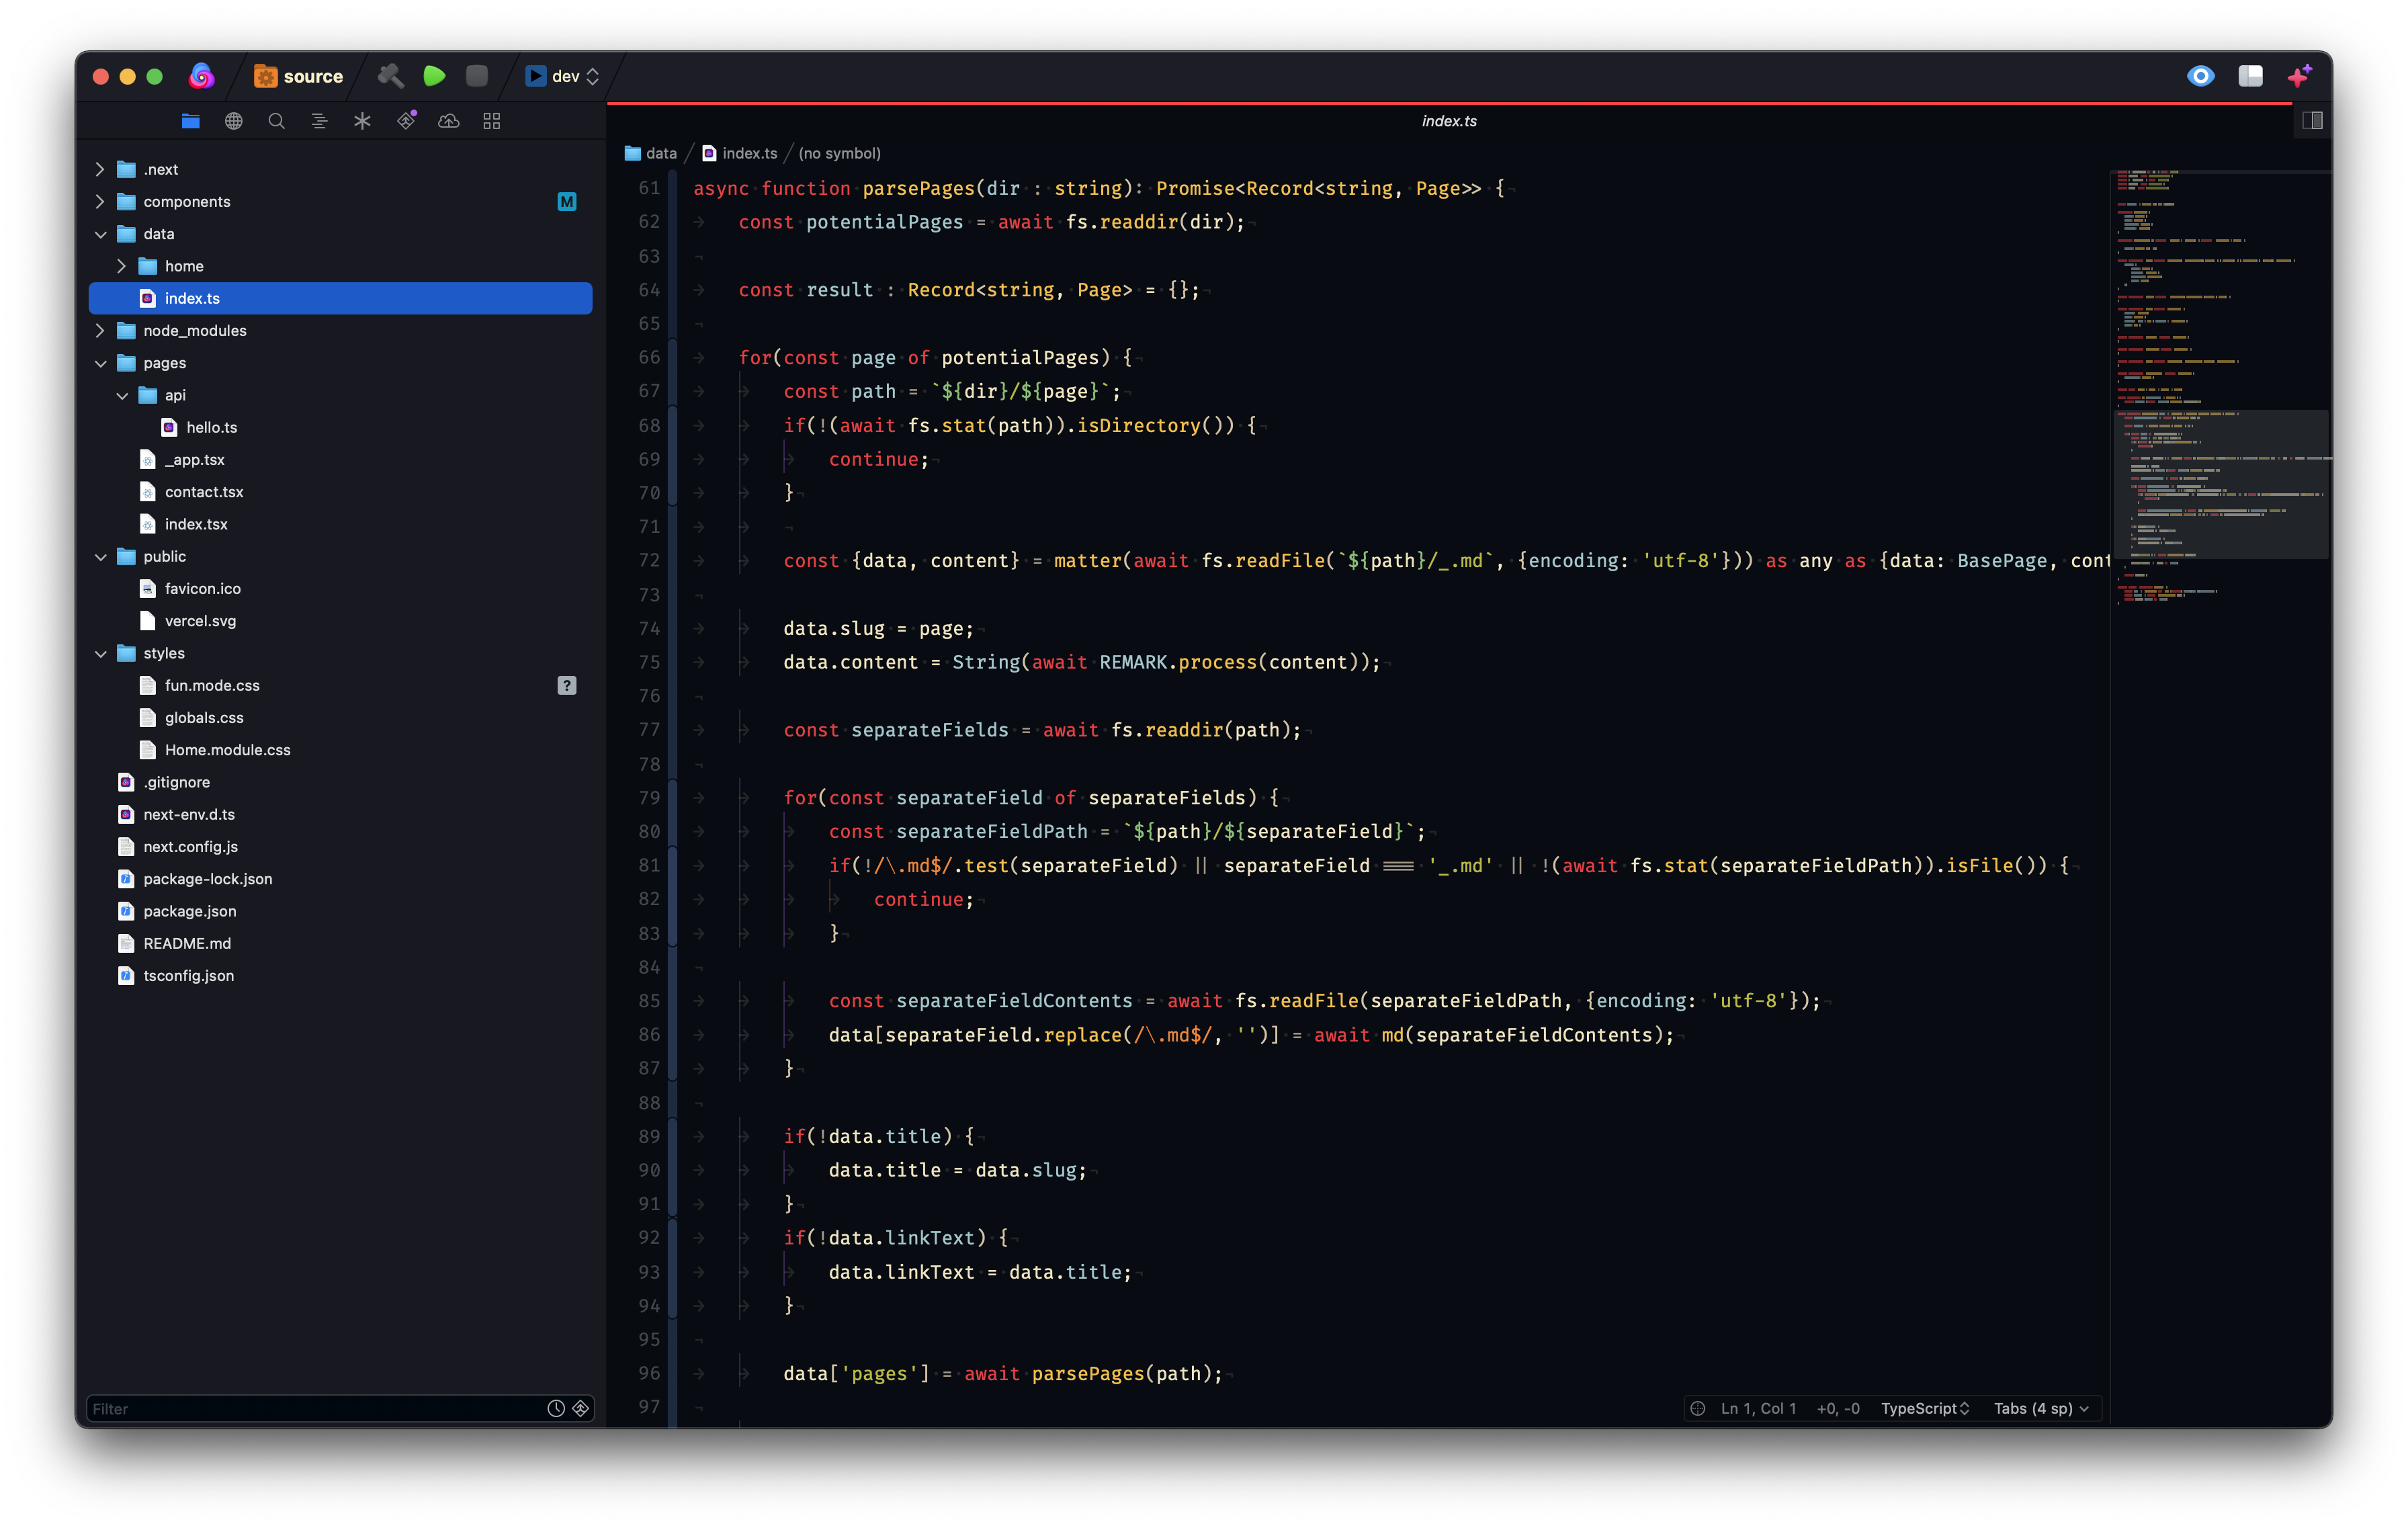 source
dev
index.ts
.next
components M
data
home
index.ts
node_modules
pages
api
hello.ts
_app.tsx
contact.tsx
index.tsx
public
favicon.ico
vercel.svg
styles
fun.mode.css ?
globals.css
Home.module.css
.gitignore
next-env.d.ts
next.config.js
package-lock.json
package.json
README.md
tsconfig.json
Filter
data / index.ts / (no symbol)
61 async function parsePages(dir : string): Promise<Record<string, Page>> {
62 const potentialPages = await fs.readdir(dir);
63
64 const result : Record<string, Page> = {};
65
66 for(const page of potentialPages) {
67 const path = `${dir}/${page}`;
68 if(!(await fs.stat(path)).isDirectory()) {
69 continue;
70 }
71
72 const {data, content} = matter(await fs.readFile(`${path}/_.md`, {encoding: 'utf-8'})) as any as {data: BasePage, cont
73
74 data.slug = page;
75 data.content = String(await REMARK.process(content));
76
77 const separateFields = await fs.readdir(path);
78
79 for(const separateField of separateFields) {
80 const separateFieldPath = `${path}/${separateField}`;
81 if(!/\.md$/.test(separateField) || separateField === '_.md' || !(await fs.stat(separateFieldPath)).isFile()) {
82 continue;
83 }
84
85 const separateFieldContents = await fs.readFile(separateFieldPath, {encoding: 'utf-8'});
86 data[separateField.replace(/\.md$/, '')] = await md(separateFieldContents);
87 }
88
89 if(!data.title) {
90 data.title = data.slug;
91 }
92 if(!data.linkText) {
93 data.linkText = data.title;
94 }
95
96 data['pages'] = await parsePages(path);
97
Ln 1, Col 1 +0, -0 TypeScript Tabs (4 sp)